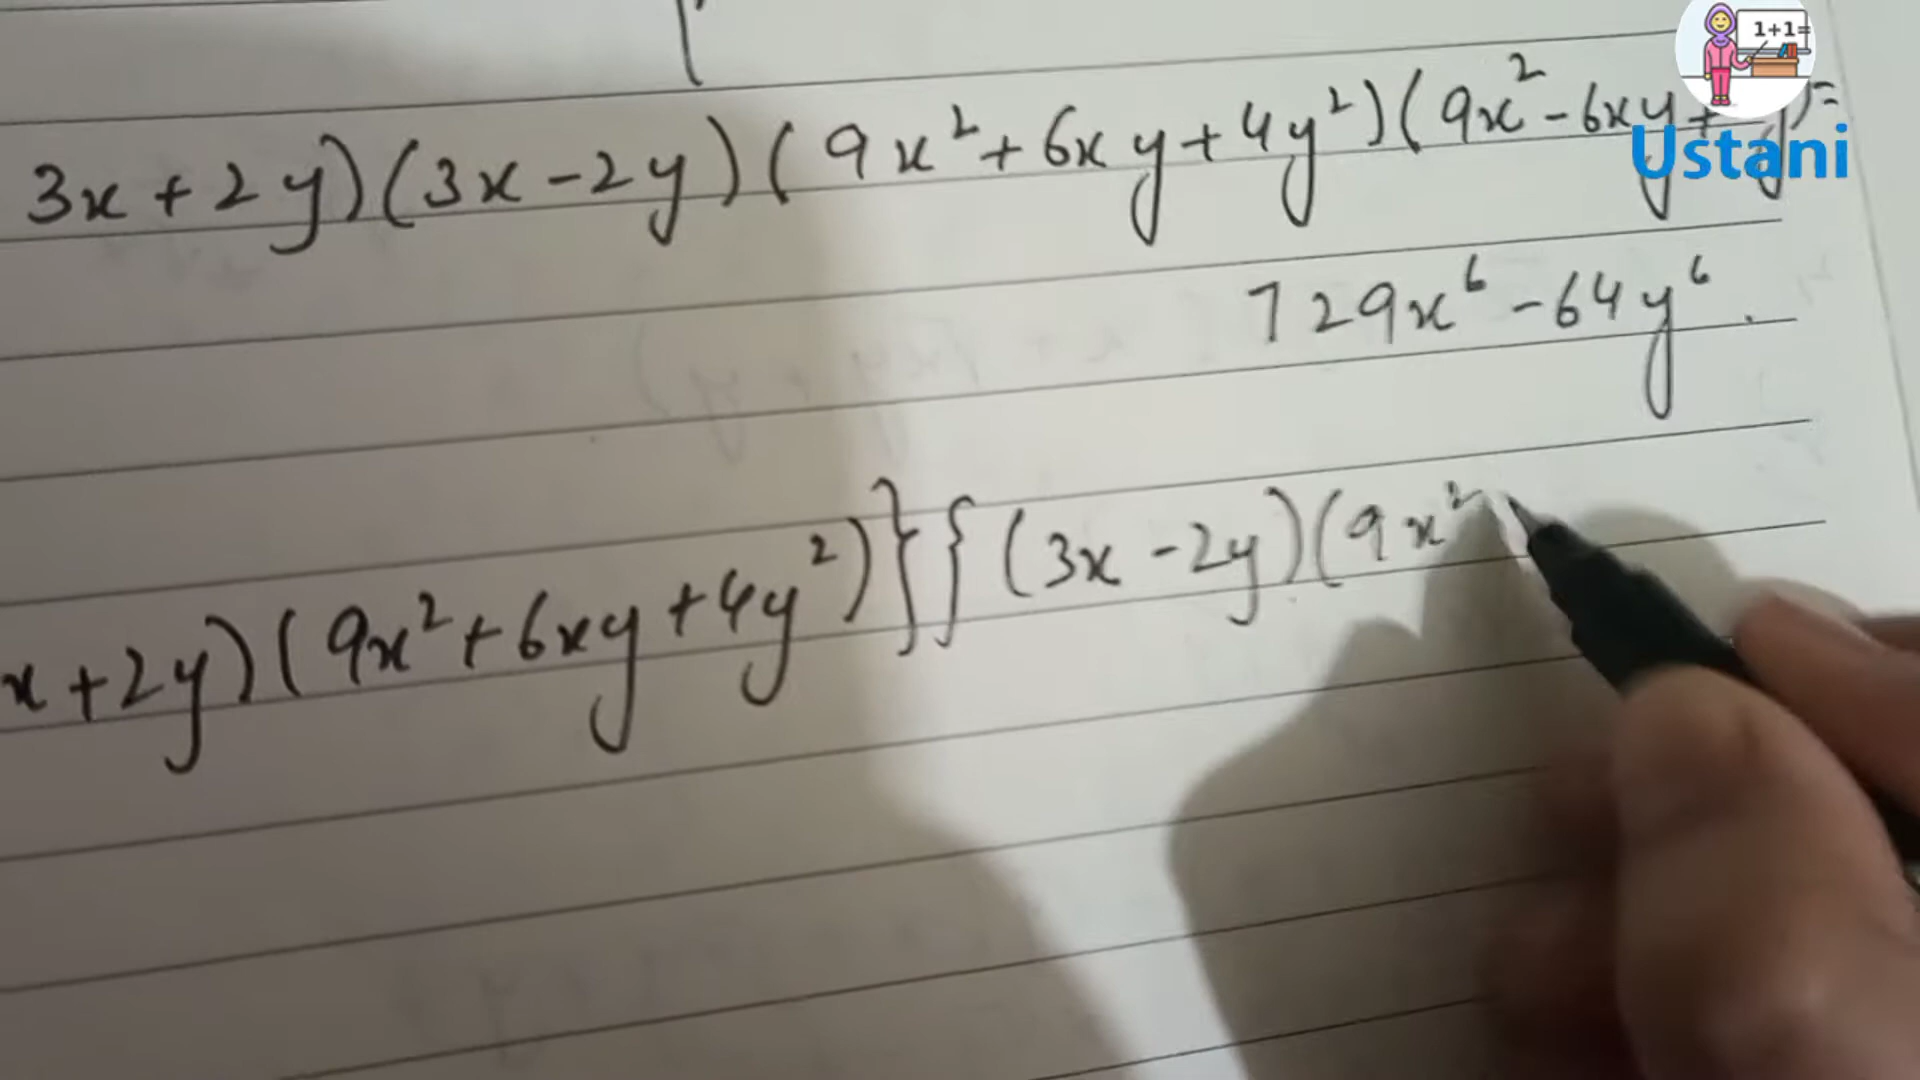 1+1=
Ustani
3x + 2y)(3x - 2y)(9x² + 6xy + 4y²)(9x² - 6xy +
729x⁶ - 64y⁶.
x + 2y)(9x² + 6xy + 4y²)}{(3x - 2y)(9x²